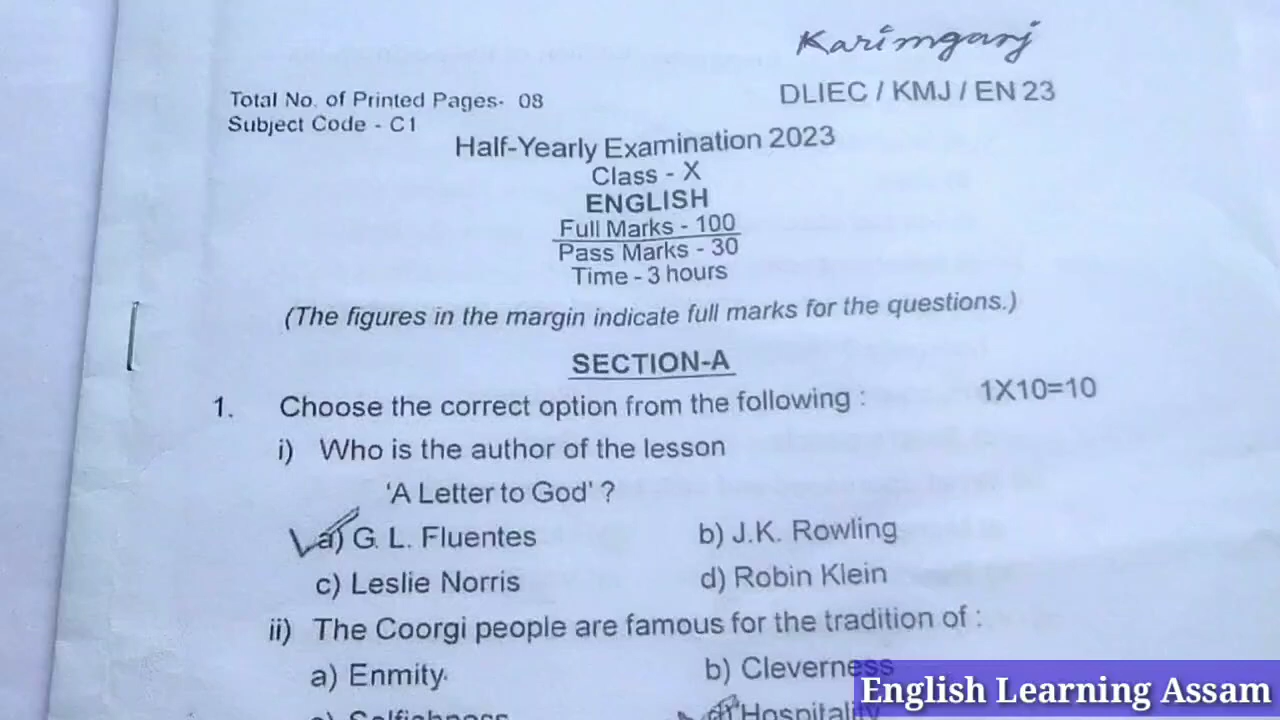 Karimganj
Total No. of Printed Pages- 08
DLIEC / KMJ / EN 23
Subject Code - C1
Half-Yearly Examination 2023
Class - X
ENGLISH
Full Marks - 100
Pass Marks - 30
Time - 3 hours
(The figures in the margin indicate full marks for the questions.)
SECTION-A
1. Choose the correct option from the following : 1X10=10
i) Who is the author of the lesson
'A Letter to God' ?
a) G. L. Fluentes b) J.K. Rowling
c) Leslie Norris d) Robin Klein
ii) The Coorgi people are famous for the tradition of :
a) Enmity b) Cleverness
c) Selfishness d) Hospitality
English Learning Assam